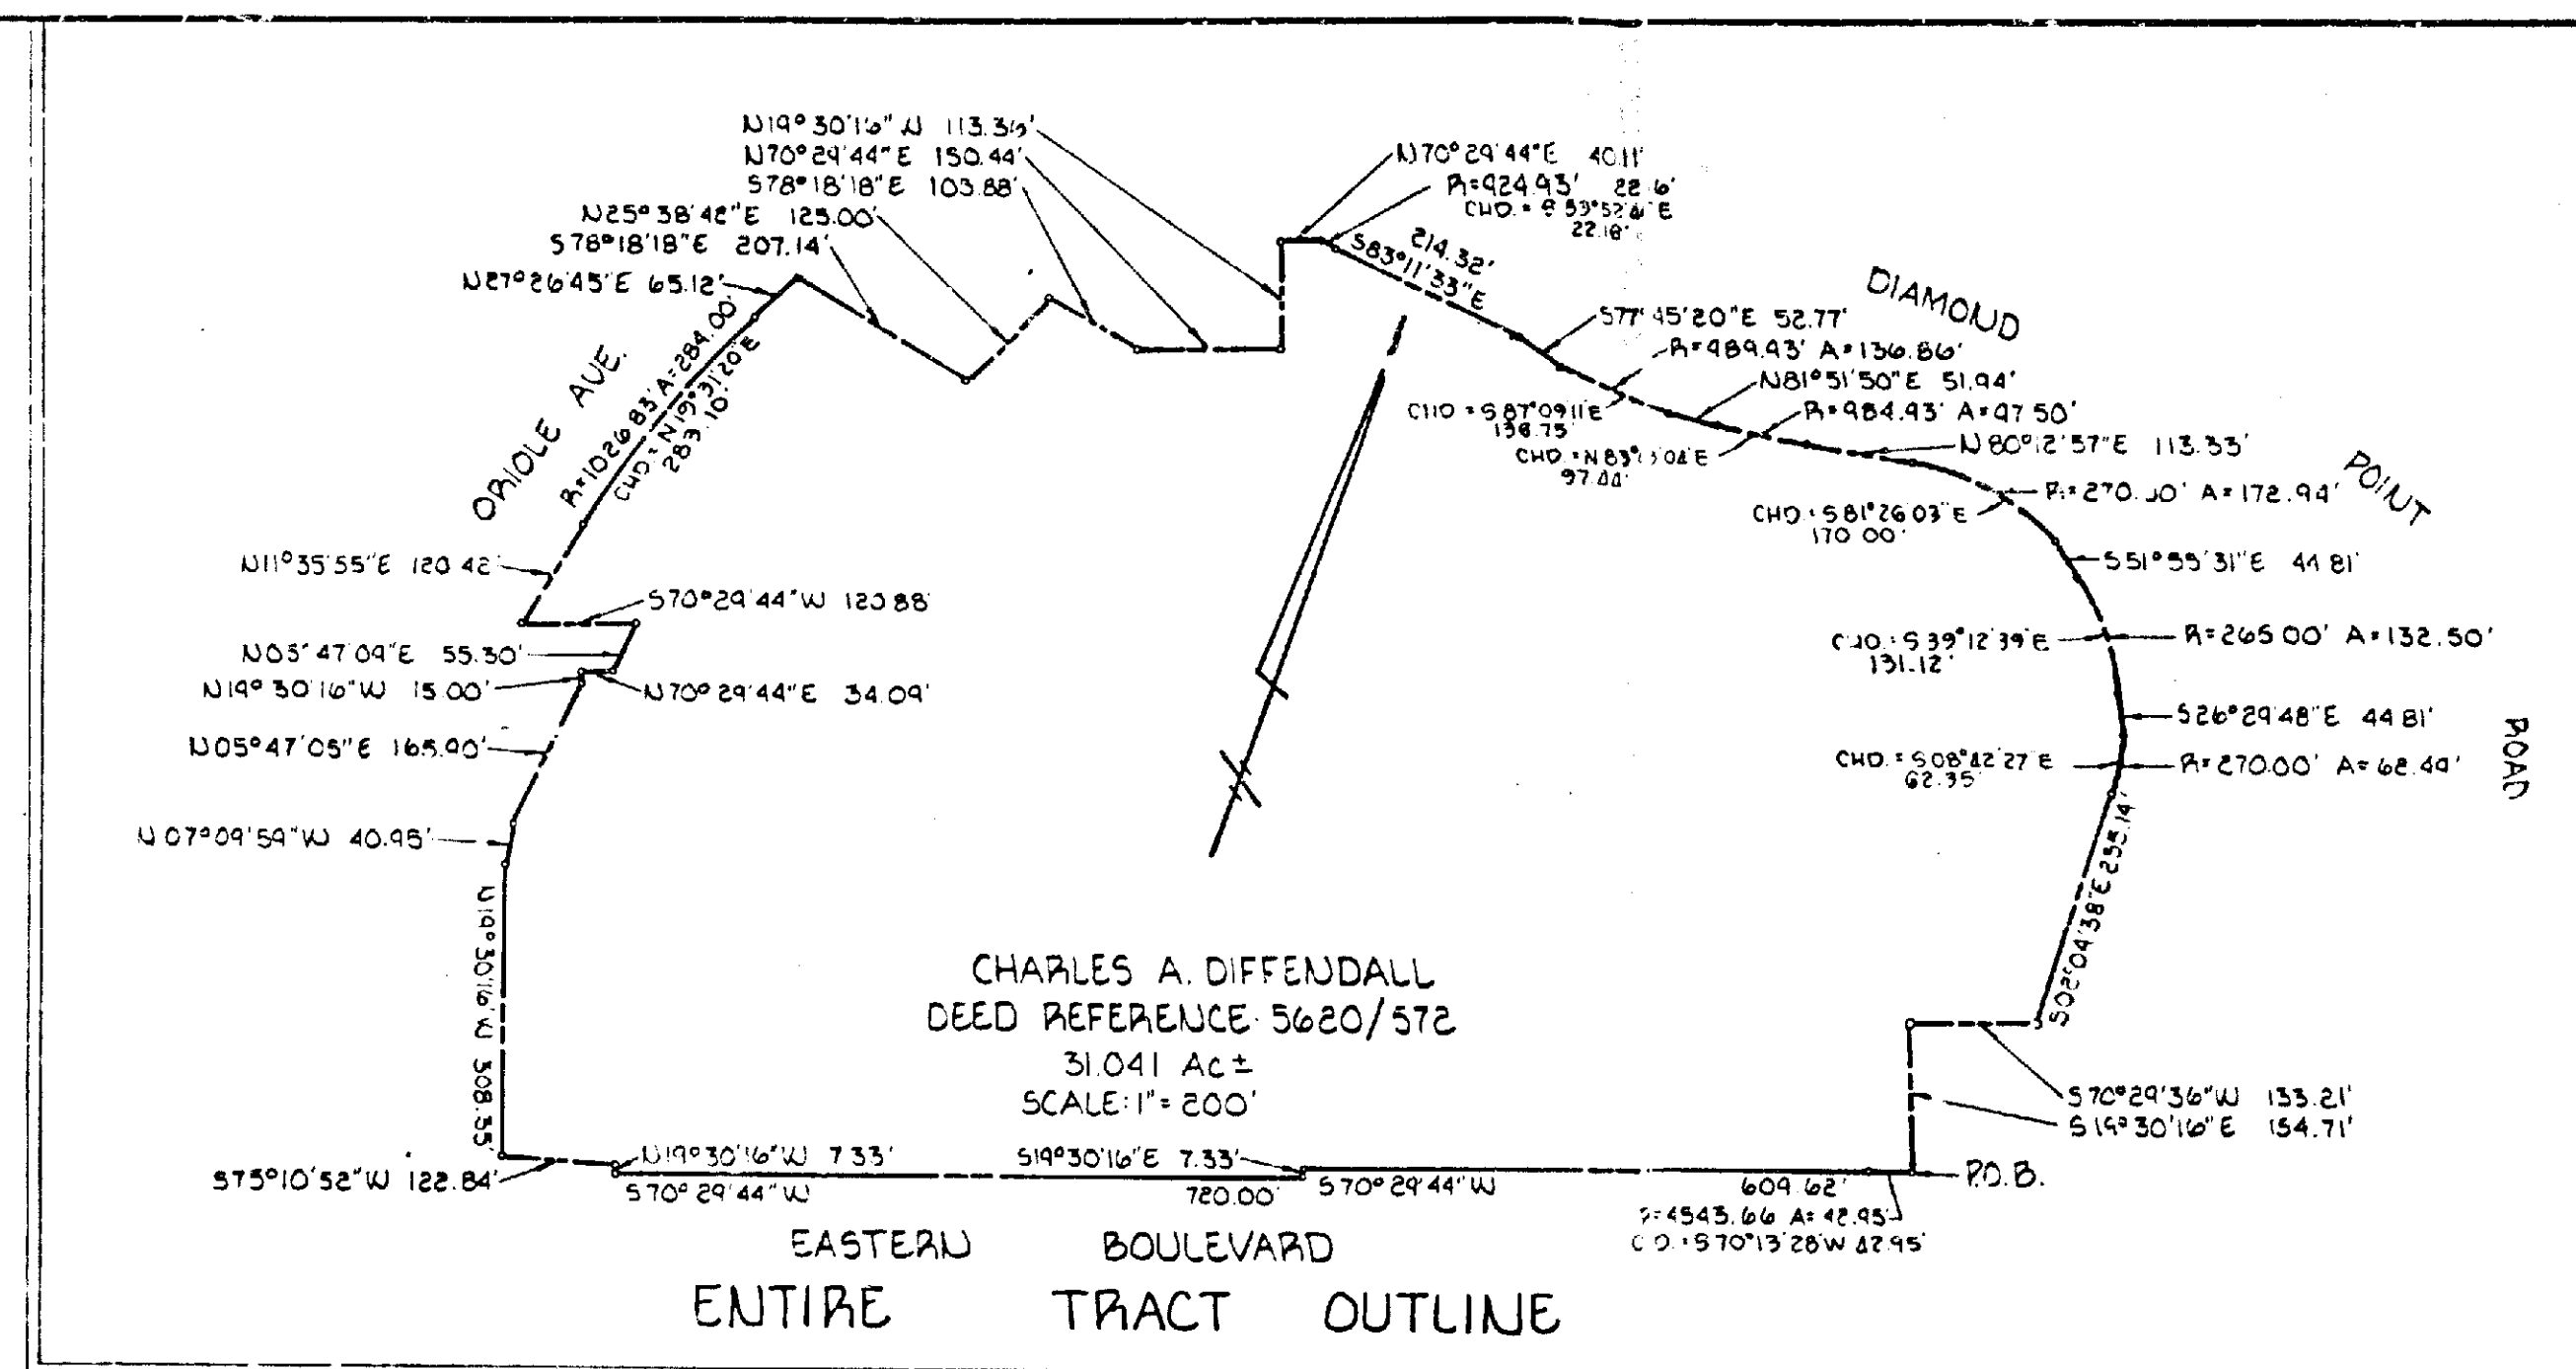 N19°30'16"W 113.36'
N70°29'44"E 150.44'
S78°18'18"E 103.88'
N25°38'42"E 125.00'
S78°18'18"E 207.14'
N27°26'45"E 65.12'
N70°29'44"E 40.11'
R=924.93'
CHD.=
22.18'
214.32'
S83°11'33"E
DIAMOND
POINT
ROAD
S77°45'20"E 52.77'
R=989.93' A=136.86'
CHD = S87°09'11"E
136.75'
N81°51'50"E 51.94'
R=984.93' A=97.50'
CHD.=N83°
97.44'
N80°12'57"E 113.33'
A=172.94'
CHD.=S81°26'03"E
170.00'
S51°55'31"E 44.81'
R=265.00' A=132.50'
CHD.=S39°12'39"E
131.12'
S26°29'48"E 44.81'
CHD.=S08°42'27"E
62.35'
R=270.00' A=62.49'
S02°04'38"E 235.14'
S70°29'36"W 133.21'
S19°30'16"E 154.71'
P.O.B.
ORIOLE AVE.
R=1026.83' A=284.00'
CHD.=N19°31'20"E
283.10'
N11°35'55"E 120.42'
S70°29'44"W 120.88'
N05°47'09"E 55.30'
N19°30'16"W 15.00'
N70°29'44"E 34.09'
N05°47'05"E 165.90'
N07°09'59"W 40.95'
N19°30'16"W 308.35'
S75°10'52"W 122.84'
CHARLES A. DIFFENDALL
DEED REFERENCE 5620/572
31.041 Ac ±
SCALE: 1" = 200'
N19°30'16"W 7.33'
S19°30'16"E 7.33'
S70°29'44"W 720.00'
S70°29'44"W 609.62'
R=4543.66 A=42.95'
S70°13'28"W 42.95'
EASTERN BOULEVARD
ENTIRE TRACT OUTLINE